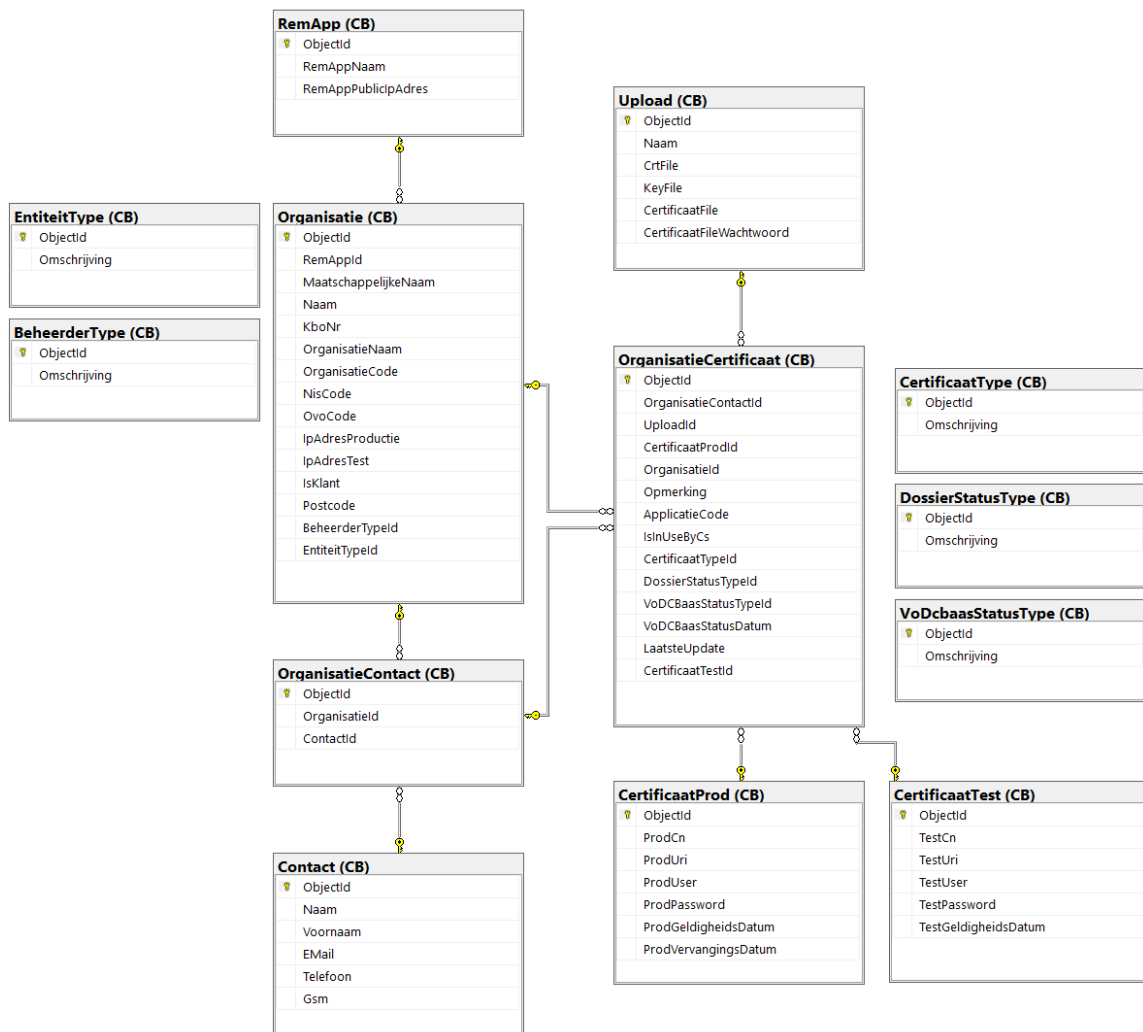 RemApp (CB)
ObjectId
RemAppNaam
RemAppPublicIpAdres
Upload (CB)
ObjectId
Naam
CrtFile
KeyFile
CertificaatFile
CertificaatFileWachtwoord
EntiteitType (CB)
ObjectId
Omschrijving
BeheerderType (CB)
ObjectId
Omschrijving
Organisatie (CB)
ObjectId
RemAppId
MaatschappelijkeNaam
Naam
KboNr
OrganisatieNaam
OrganisatieCode
NisCode
OvoCode
IpAdresProductie
IpAdresTest
IsKlant
Postcode
BeheerderTypeId
EntiteitTypeId
OrganisatieCertificaat (CB)
ObjectId
OrganisatieContactId
UploadId
CertificaatProdId
OrganisatieId
Opmerking
ApplicatieCode
IsInUseByCs
CertificaatTypeId
DossierStatusTypeId
VoDCBaasStatusTypeId
VoDCBaasStatusDatum
LaatsteUpdate
CertificaatTestId
CertificaatType (CB)
ObjectId
Omschrijving
DossierStatusType (CB)
ObjectId
Omschrijving
VoDcbaasStatusType (CB)
ObjectId
Omschrijving
OrganisatieContact (CB)
ObjectId
OrganisatieId
ContactId
Contact (CB)
ObjectId
Naam
Voornaam
EMail
Telefoon
Gsm
CertificaatProd (CB)
ObjectId
ProdCn
ProdUri
ProdUser
ProdPassword
ProdGeldigheidsDatum
ProdVervangingsDatum
CertificaatTest (CB)
ObjectId
TestCn
TestUri
TestUser
TestPassword
TestGeldigheidsDatum